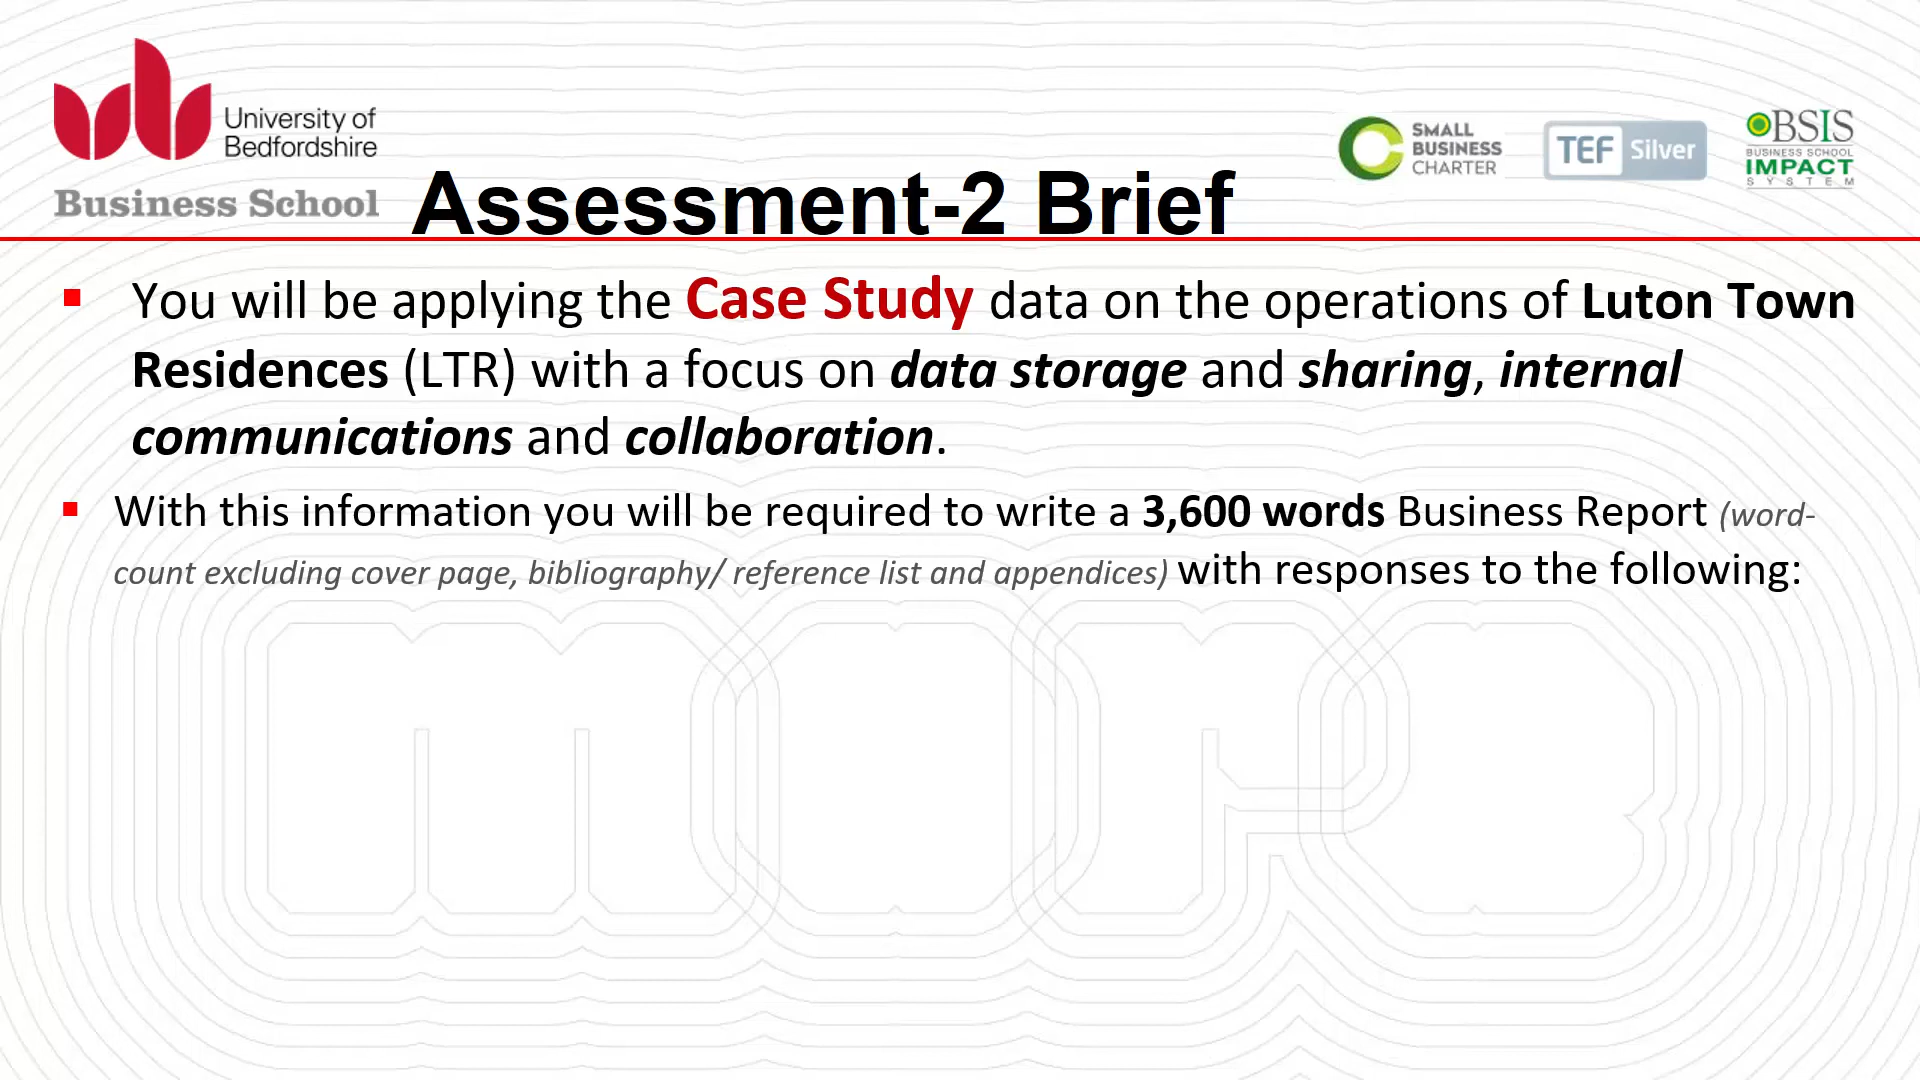 University of
Bedfordshire
Business School
SMALL
BUSINESS
CHARTER
TEF Silver
BSIS
BUSINESS SCHOOL
IMPACT
SYSTEM
Assessment-2 Brief
You will be applying the Case Study data on the operations of Luton Town
Residences (LTR) with a focus on data storage and sharing, internal
communications and collaboration.
With this information you will be required to write a 3,600 words Business Report (word-
count excluding cover page, bibliography/ reference list and appendices) with responses to the following: